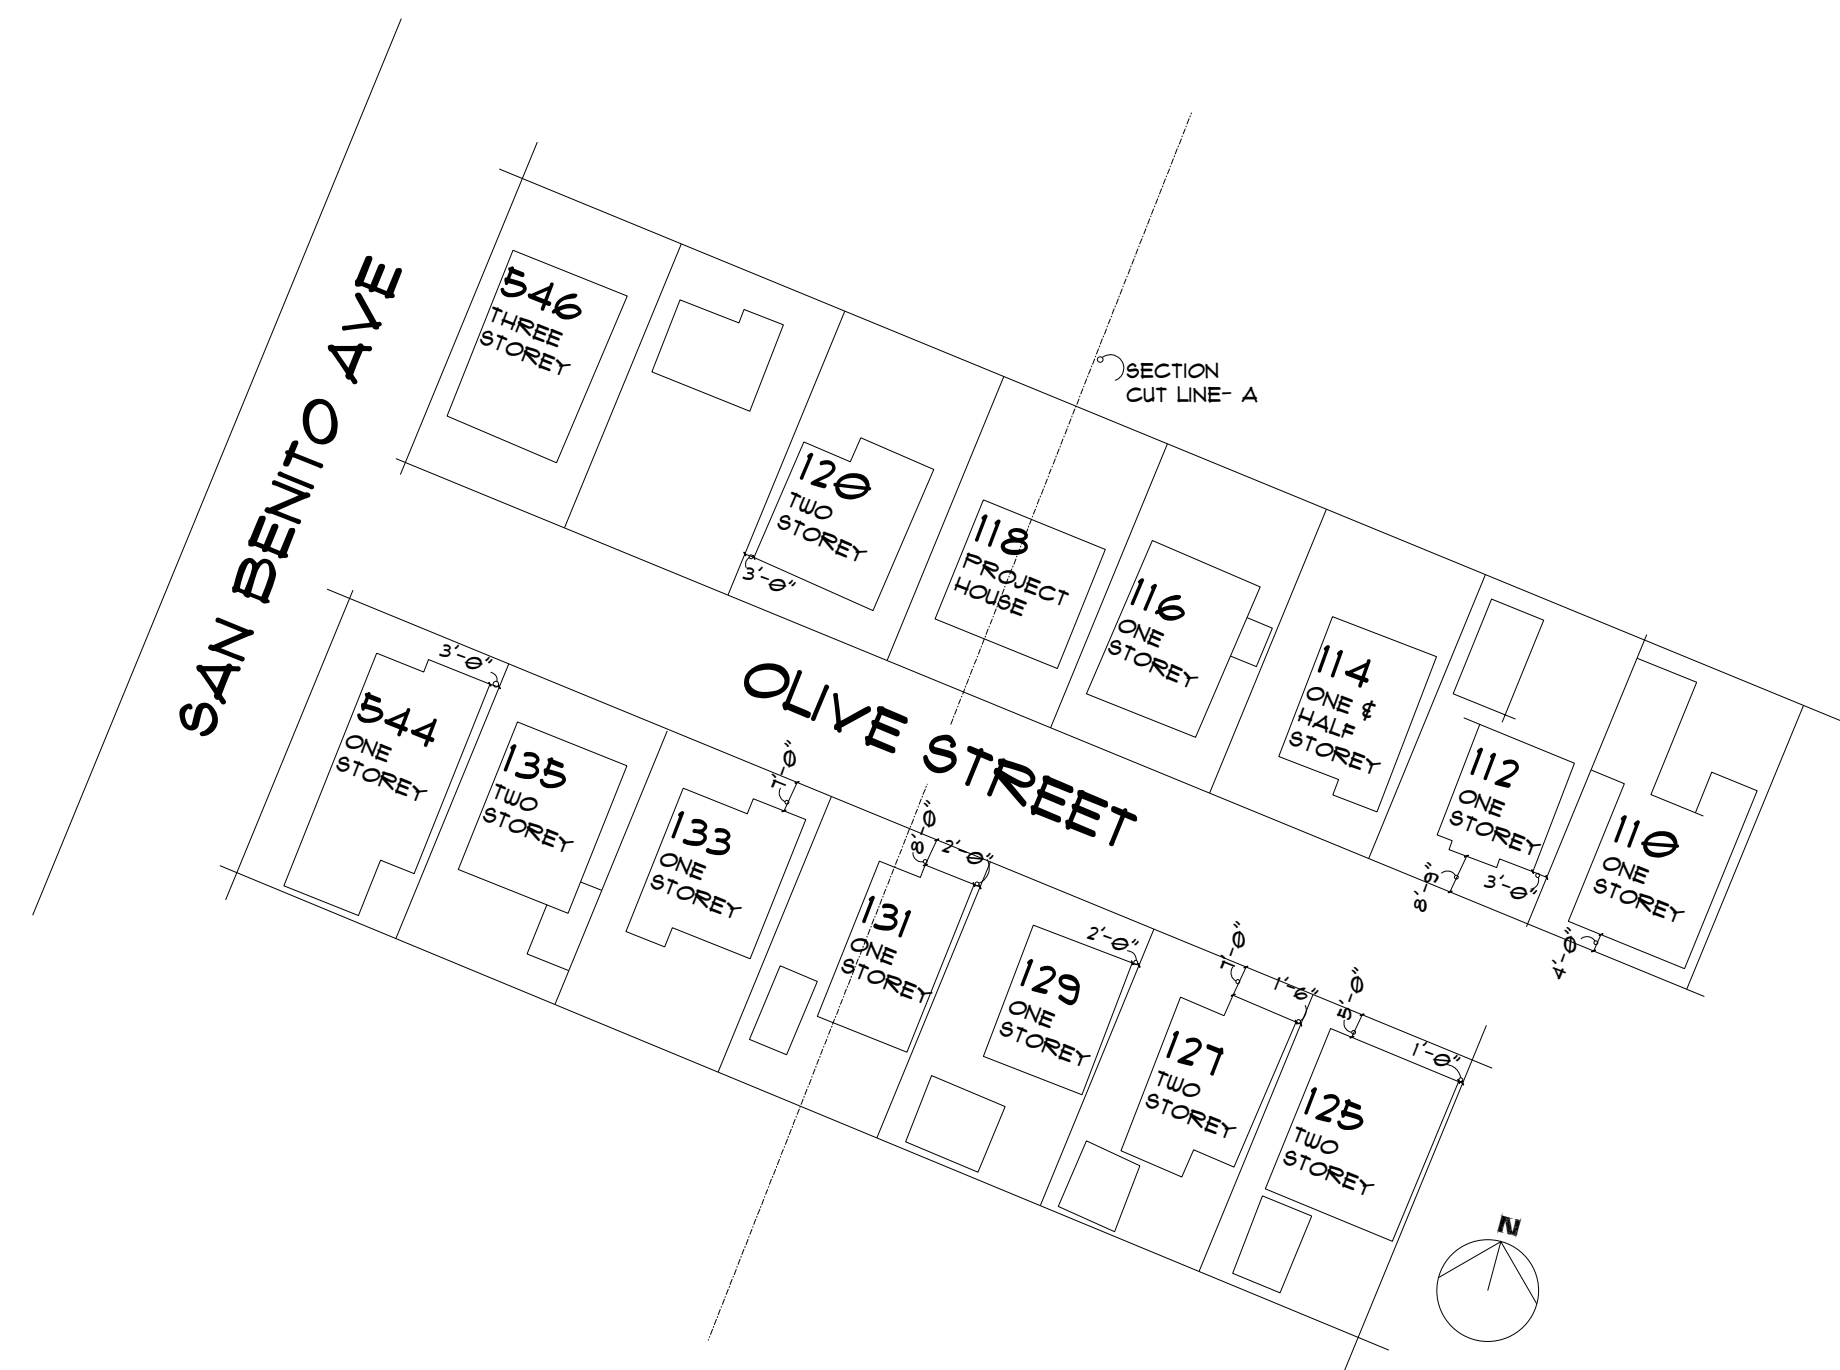 SAN BENITO AVE
OLIVE STREET
SECTION
CUT LINE- A
546
THREE
STOREY
120
TWO
STOREY
3'-0"
118
PROJECT
HOUSE
116
ONE
STOREY
114
ONE &
HALF
STOREY
112
ONE
STOREY
8'-6"
3'-0"
110
ONE
STOREY
4'-0"
3'-0"
544
ONE
STOREY
135
TWO
STOREY
133
ONE
STOREY
7'-0"
131
ONE
STOREY
8'-0"
2'-0"
129
ONE
STOREY
2'-0"
127
TWO
STOREY
7'-0"
1'-6"
125
TWO
STOREY
5'-0"
1'-0"
N